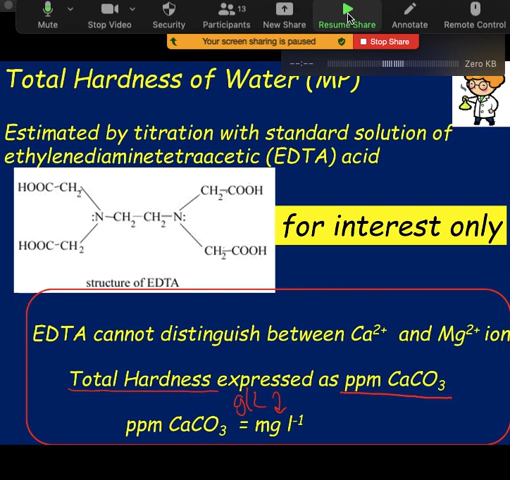 Mute
Stop Video
Security
Participants 13
New Share
Resume Share
Annotate
Remote Control
Your screen sharing is paused
Stop Share
--:--
Zero KB
Total Hardness of Water (MP)
Estimated by titration with standard solution of
ethylenediaminetetraacetic (EDTA) acid
HOOC-CH₂ CH₂-COOH
:N-CH₂-CH₂-N:
HOOC-CH₂ CH₂-COOH
structure of EDTA
for interest only
EDTA cannot distinguish between Ca²⁺ and Mg²⁺ ion
Total Hardness expressed as ppm CaCO₃
ppm CaCO₃ = mg l⁻¹